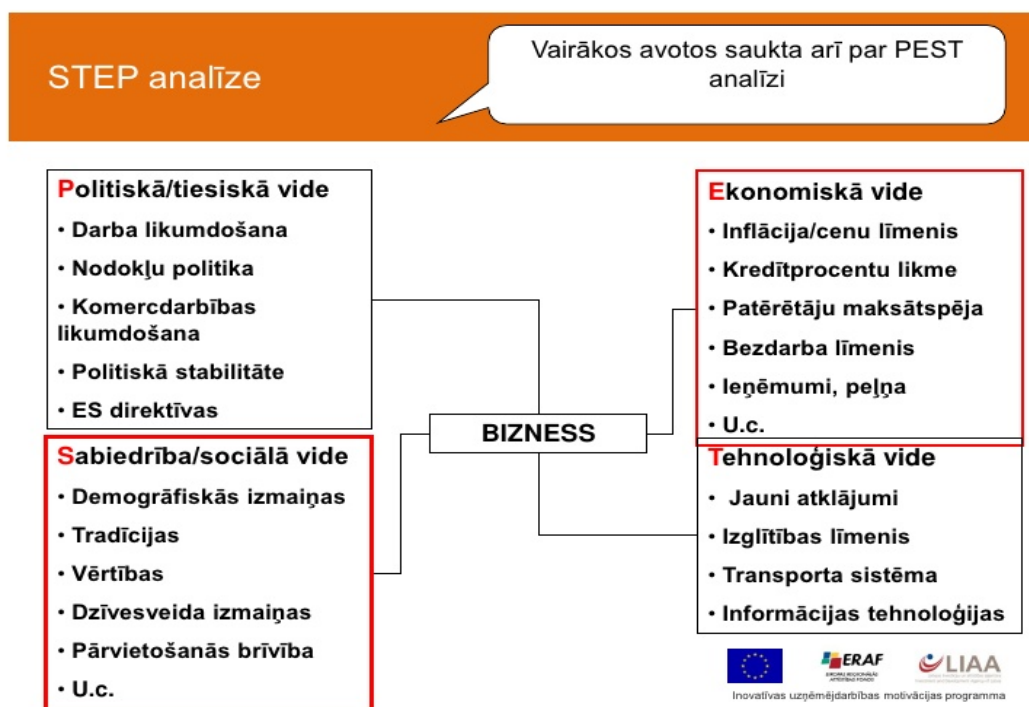 STEP analīze
Vairākos avotos saukta arī par PEST
analīzi
Politiskā/tiesiskā vide
• Darba likumdošana
• Nodokļu politika
• Komercdarbības
likumdošana
• Politiskā stabilitāte
• ES direktīvas
Sabiedrība/sociālā vide
• Demogrāfiskās izmaiņas
• Tradīcijas
• Vērtības
• Dzīvesveida izmaiņas
• Pārvietošanās brīvība
• U.c.
BIZNESS
Ekonomiskā vide
• Inflācija/cenu līmenis
• Kredītprocentu likme
• Patērētāju maksātspēja
• Bezdarba līmenis
• Ieņēmumi, peļņa
• U.c.
Tehnoloģiskā vide
• Jauni atklājumi
• Izglītības līmenis
• Transporta sistēma
• Informācijas tehnoloģijas
ERAF
LIAA
Inovatīvas uzņēmējdarbības motivācijas programma